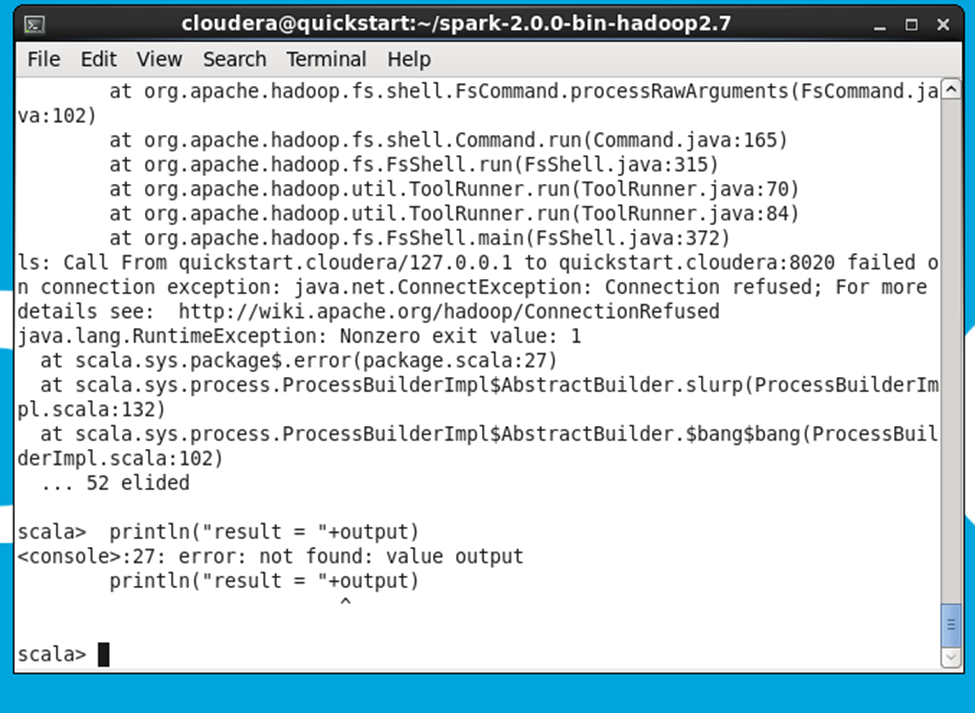 cloudera@quickstart:~/spark-2.0.0-bin-hadoop2.7
File Edit View Search Terminal Help
at org.apache.hadoop.fs.shell.FsCommand.processRawArguments(FsCommand.ja
va:102)
at org.apache.hadoop.fs.shell.Command.run(Command.java:165)
at org.apache.hadoop.fs.FsShell.run(FsShell.java:315)
at org.apache.hadoop.util.ToolRunner.run(ToolRunner.java:70)
at org.apache.hadoop.util.ToolRunner.run(ToolRunner.java:84)
at org.apache.hadoop.fs.FsShell.main(FsShell.java:372)
ls: Call From quickstart.cloudera/127.0.0.1 to quickstart.cloudera:8020 failed o
n connection exception: java.net.ConnectException: Connection refused; For more
details see:  http://wiki.apache.org/hadoop/ConnectionRefused
java.lang.RuntimeException: Nonzero exit value: 1
at scala.sys.package$.error(package.scala:27)
at scala.sys.process.ProcessBuilderImpl$AbstractBuilder.slurp(ProcessBuilderIm
pl.scala:132)
at scala.sys.process.ProcessBuilderImpl$AbstractBuilder.$bang$bang(ProcessBuil
derImpl.scala:102)
... 52 elided
scala>  println("result = "+output)
<console>:27: error: not found: value output
println("result = "+output)
^
scala>